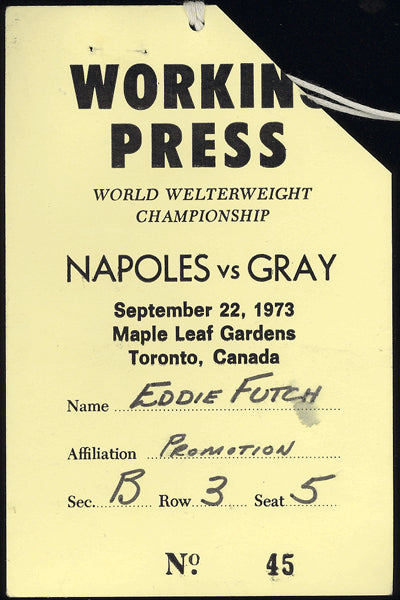 WORKING
PRESS
WORLD WELTERWEIGHT
CHAMPIONSHIP
NAPOLES vs GRAY
September 22, 1973
Maple Leaf Gardens
Toronto, Canada
Name EDDIE FUTCH
Affiliation PROMOTION
Sec. B Row 3 Seat 5
No. 45